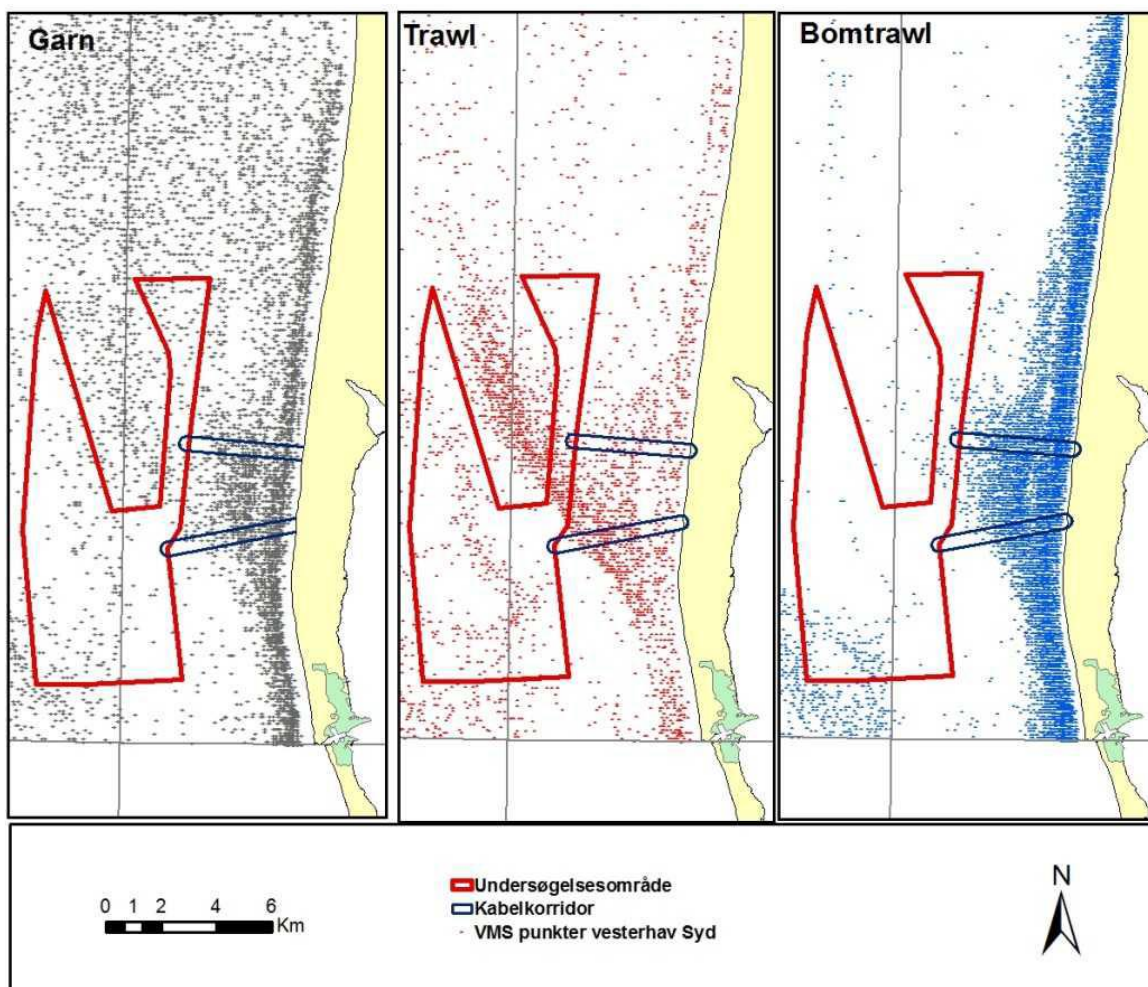 Garn
Trawl
Bomtrawl
0 1 2 4 6
Km
Undersøgelsesområde
Kabelkorridor
VMS punkter vesterhav Syd
N